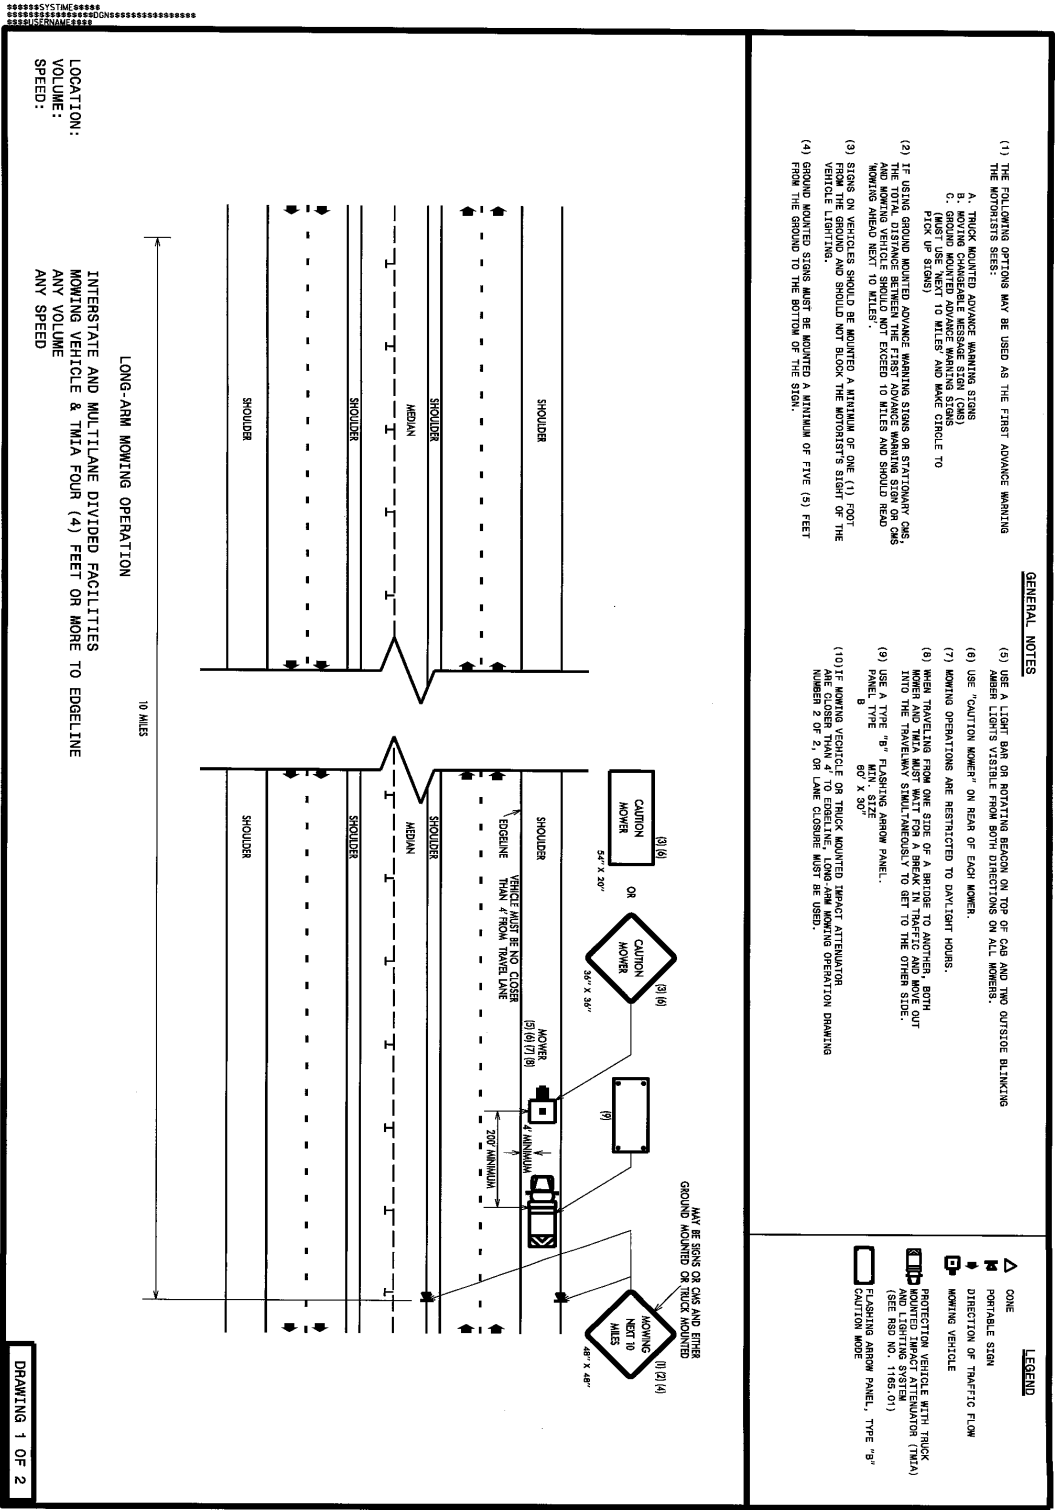 $$$$$$SYSTIME$$$$$
$$$$$$$$$$$$$$$$DGN$$$$$$$$$$$$$$$$
$$$$USERNAME$$$$
GENERAL NOTES
(1) THE FOLLOWING OPTIONS MAY BE USED AS THE FIRST ADVANCE WARNING
THE MOTORISTS SEES:
A. TRUCK MOUNTED ADVANCE WARNING SIGNS
B. MOVING CHANGEABLE MESSAGE SIGN (CMS)
C. GROUND MOUNTED ADVANCE WARNING SIGNS
(MUST USE 'NEXT 10 MILES' AND MAKE CIRCLE TO
PICK UP SIGNS)
(2) IF USING GROUND MOUNTED ADVANCE WARNING SIGNS OR STATIONARY CMS,
THE TOTAL DISTANCE BETWEEN THE FIRST ADVANCE WARNING SIGN OR CMS
AND MOWING VEHICLE SHOULD NOT EXCEED 10 MILES AND SHOULD READ
'MOWING AHEAD NEXT 10 MILES'.
(3) SIGNS ON VEHICLES SHOULD BE MOUNTED A MINIMUM OF ONE (1) FOOT
FROM THE GROUND AND SHOULD NOT BLOCK THE MOTORIST'S SIGHT OF THE
VEHICLE LIGHTING.
(4) GROUND MOUNTED SIGNS MUST BE MOUNTED A MINIMUM OF FIVE (5) FEET
FROM THE GROUND TO THE BOTTOM OF THE SIGN.
(5) USE A LIGHT BAR OR ROTATING BEACON ON TOP OF CAB AND TWO OUTSIDE BLINKING
AMBER LIGHTS VISIBLE FROM BOTH DIRECTIONS ON ALL MOWERS.
(6) USE "CAUTION MOWER" ON REAR OF EACH MOWER.
(7) MOWING OPERATIONS ARE RESTRICTED TO DAYLIGHT HOURS.
(8) WHEN TRAVELING FROM ONE SIDE OF A BRIDGE TO ANOTHER, BOTH
MOWER AND TMIA MUST WAIT FOR A BREAK IN TRAFFIC AND MOVE OUT
INTO THE TRAVELWAY SIMULTANEOUSLY TO GET TO THE OTHER SIDE.
(9) USE A TYPE "B" FLASHING ARROW PANEL.
PANEL TYPE MIN. SIZE
B 60" X 30"
(10)IF MOWING VECHICLE OR TRUCK MOUNTED IMPACT ATTENUATOR
ARE CLOSER THAN 4' TO EDGELINE, LONG-ARM MOWING OPERATION DRAWING
NUMBER 2 OF 2, OR LANE CLOSURE MUST BE USED.
LEGEND
CONE
PORTABLE SIGN
DIRECTION OF TRAFFIC FLOW
MOWING VEHICLE
PROTECTION VEHICLE WITH TRUCK
MOUNTED IMPACT ATTENUATOR (TMIA)
AND LIGHTING SYSTEM
(SEE RSD NO. 1165.01)
FLASHING ARROW PANEL, TYPE "B"
CAUTION MODE
MAY BE SIGNS OR CMS AND EITHER
GROUND MOUNTED OR TRUCK MOUNTED
(3) (6)
CAUTION
MOWER
54" X 20"
OR
(3) (6)
CAUTION
MOWER
36" X 36"
(9)
(1) (2) (4)
MOWING
NEXT 10
MILES
48" X 48"
SHOULDER
SHOULDER
MOWER
(5) (6) (7) (8)
EDGELINE
VEHICLE MUST BE NO CLOSER
THAN 4' FROM TRAVEL LANE
4' MINIMUM
200' MINIMUM
SHOULDER
SHOULDER
MEDIAN
MEDIAN
SHOULDER
SHOULDER
SHOULDER
SHOULDER
10 MILES
LONG-ARM MOWING OPERATION
INTERSTATE AND MULTILANE DIVIDED FACILITIES
MOWING VEHICLE & TMIA FOUR (4) FEET OR MORE TO EDGELINE
LOCATION:
VOLUME: ANY VOLUME
SPEED: ANY SPEED
DRAWING 1 OF 2